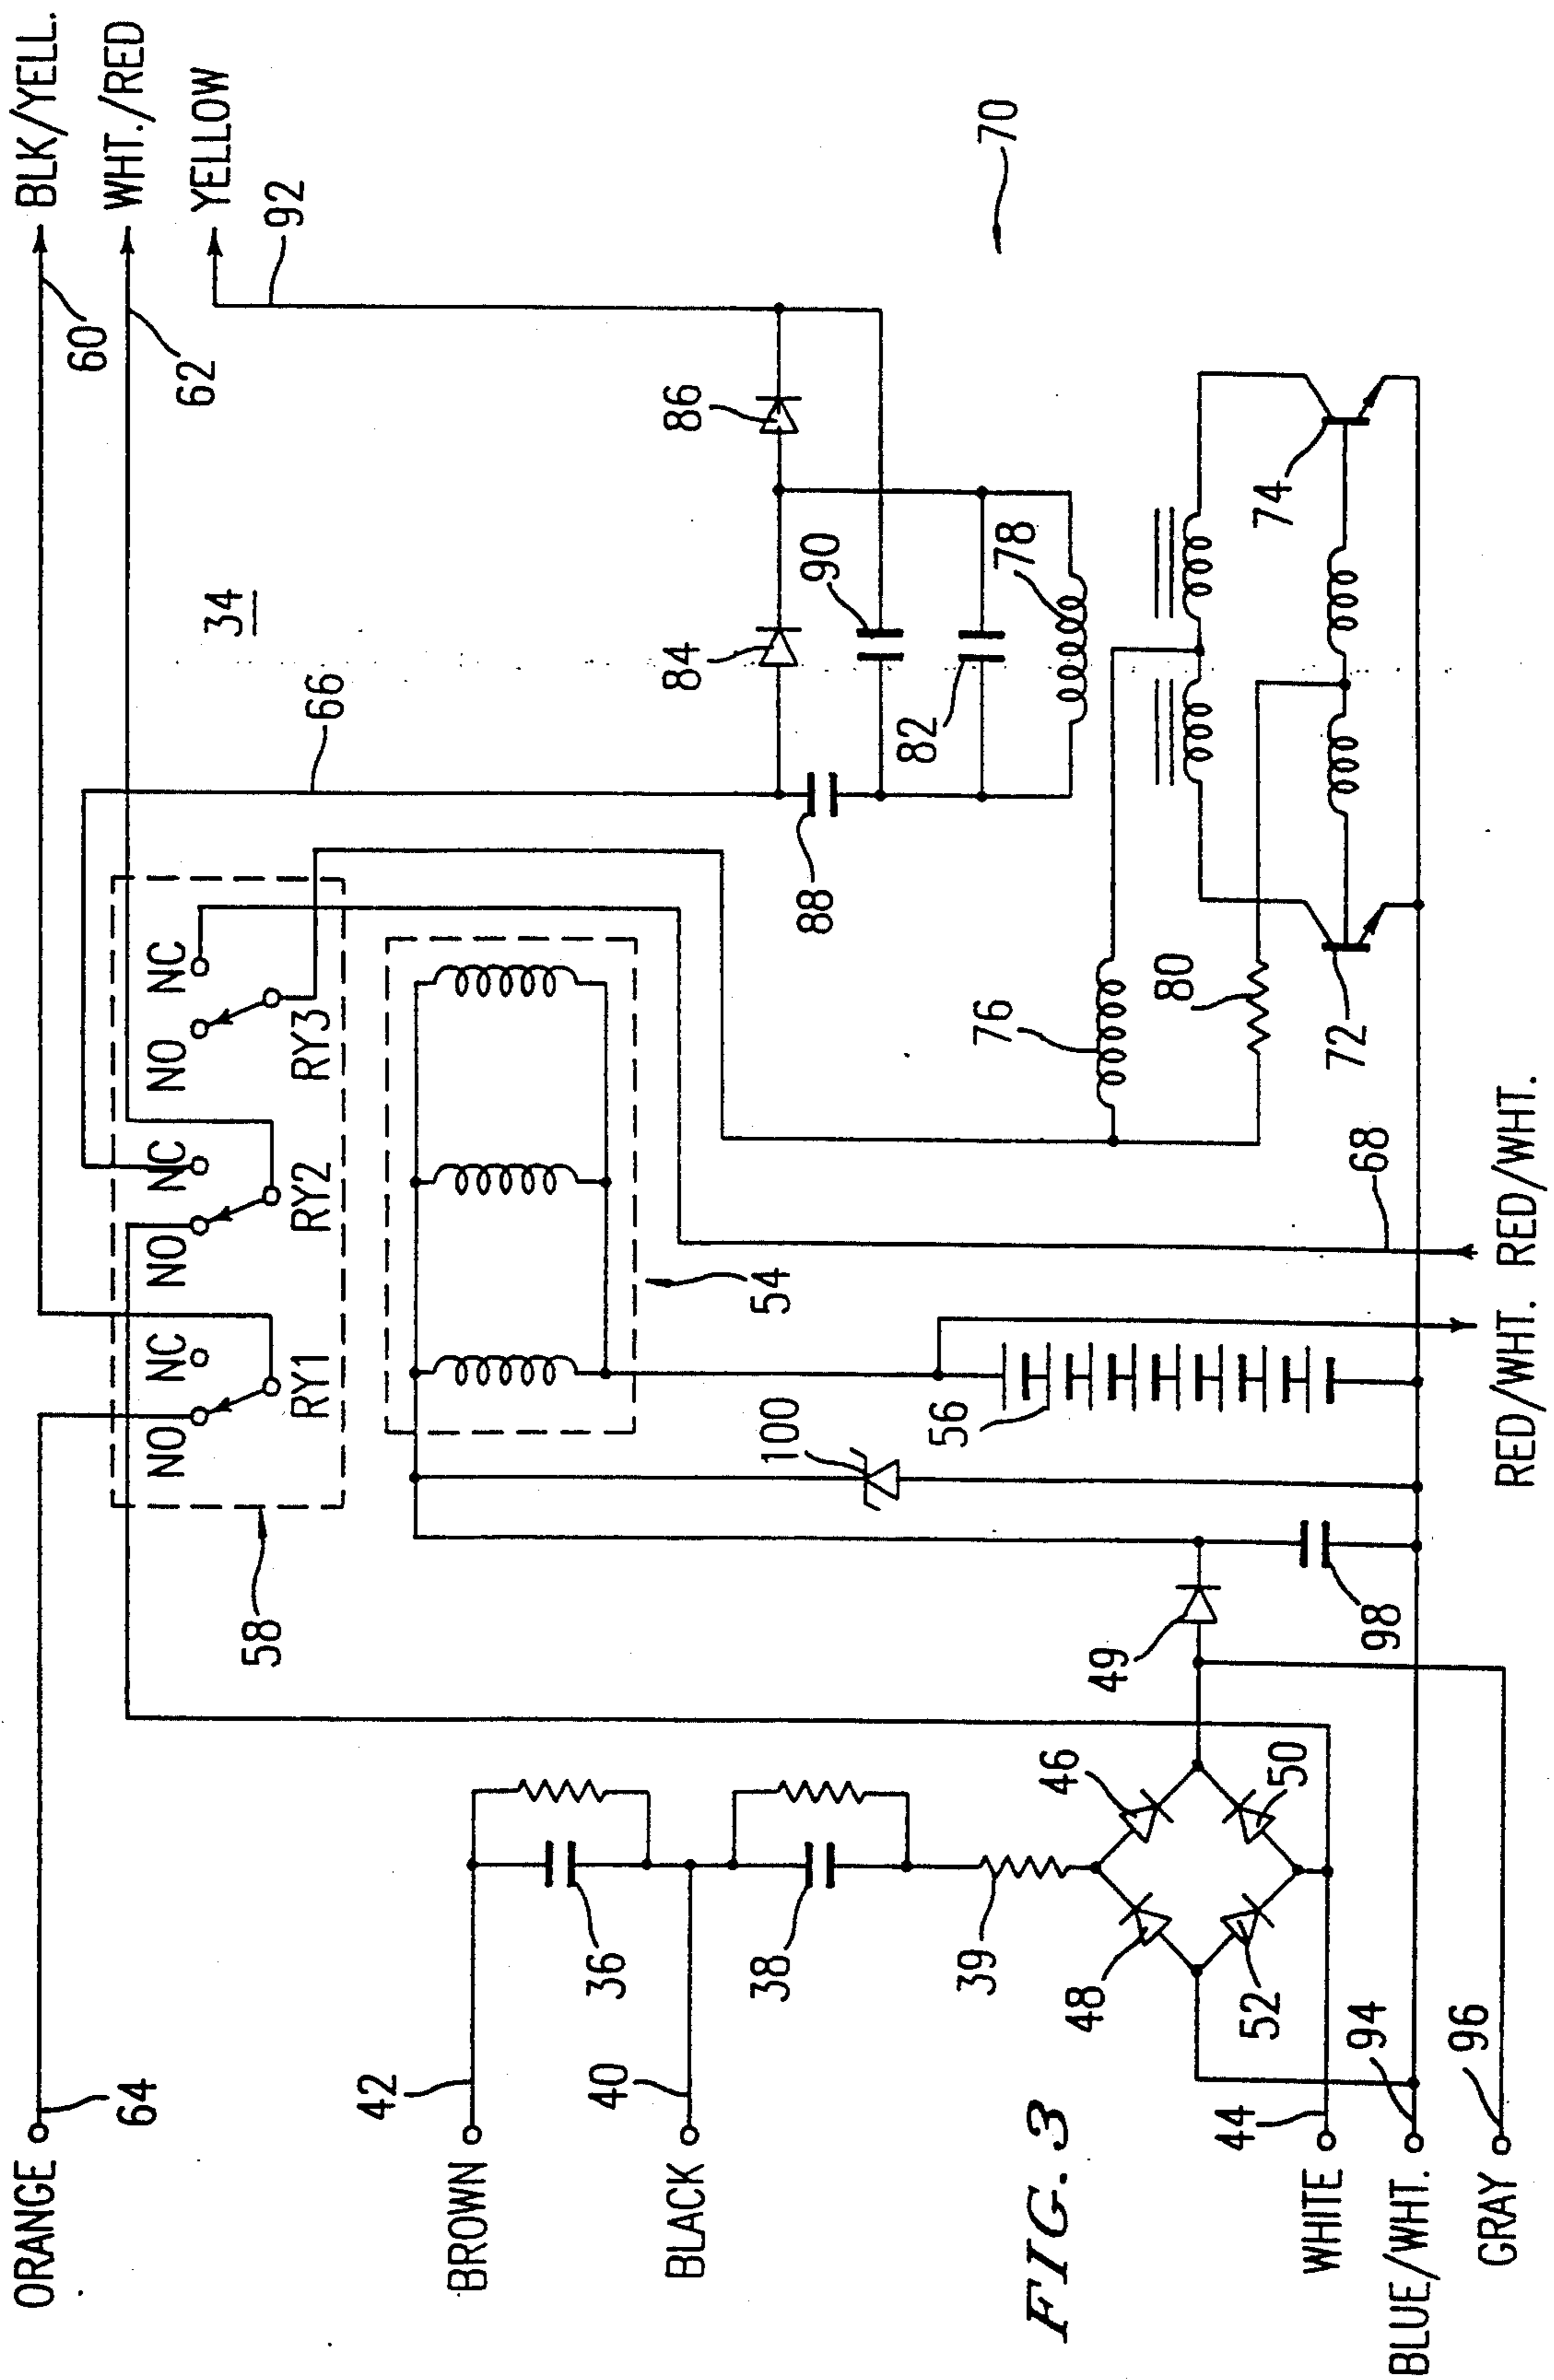 BLK/YELL.
WHT./RED
YELLOW
60
62
92
70
34
66
86
84
90
82
78
74
88
NO NC
RY1
NO NC
RY2
NO NC
RY3
58
54
76
80
72
68
100
56
RED/WHT.
RED/WHT.
49
98
46
50
48
52
36
38
39
64
42
40
44
94
96
ORANGE
BROWN
BLACK
WHITE
BLUE/WHT.
GRAY
FIG. 3